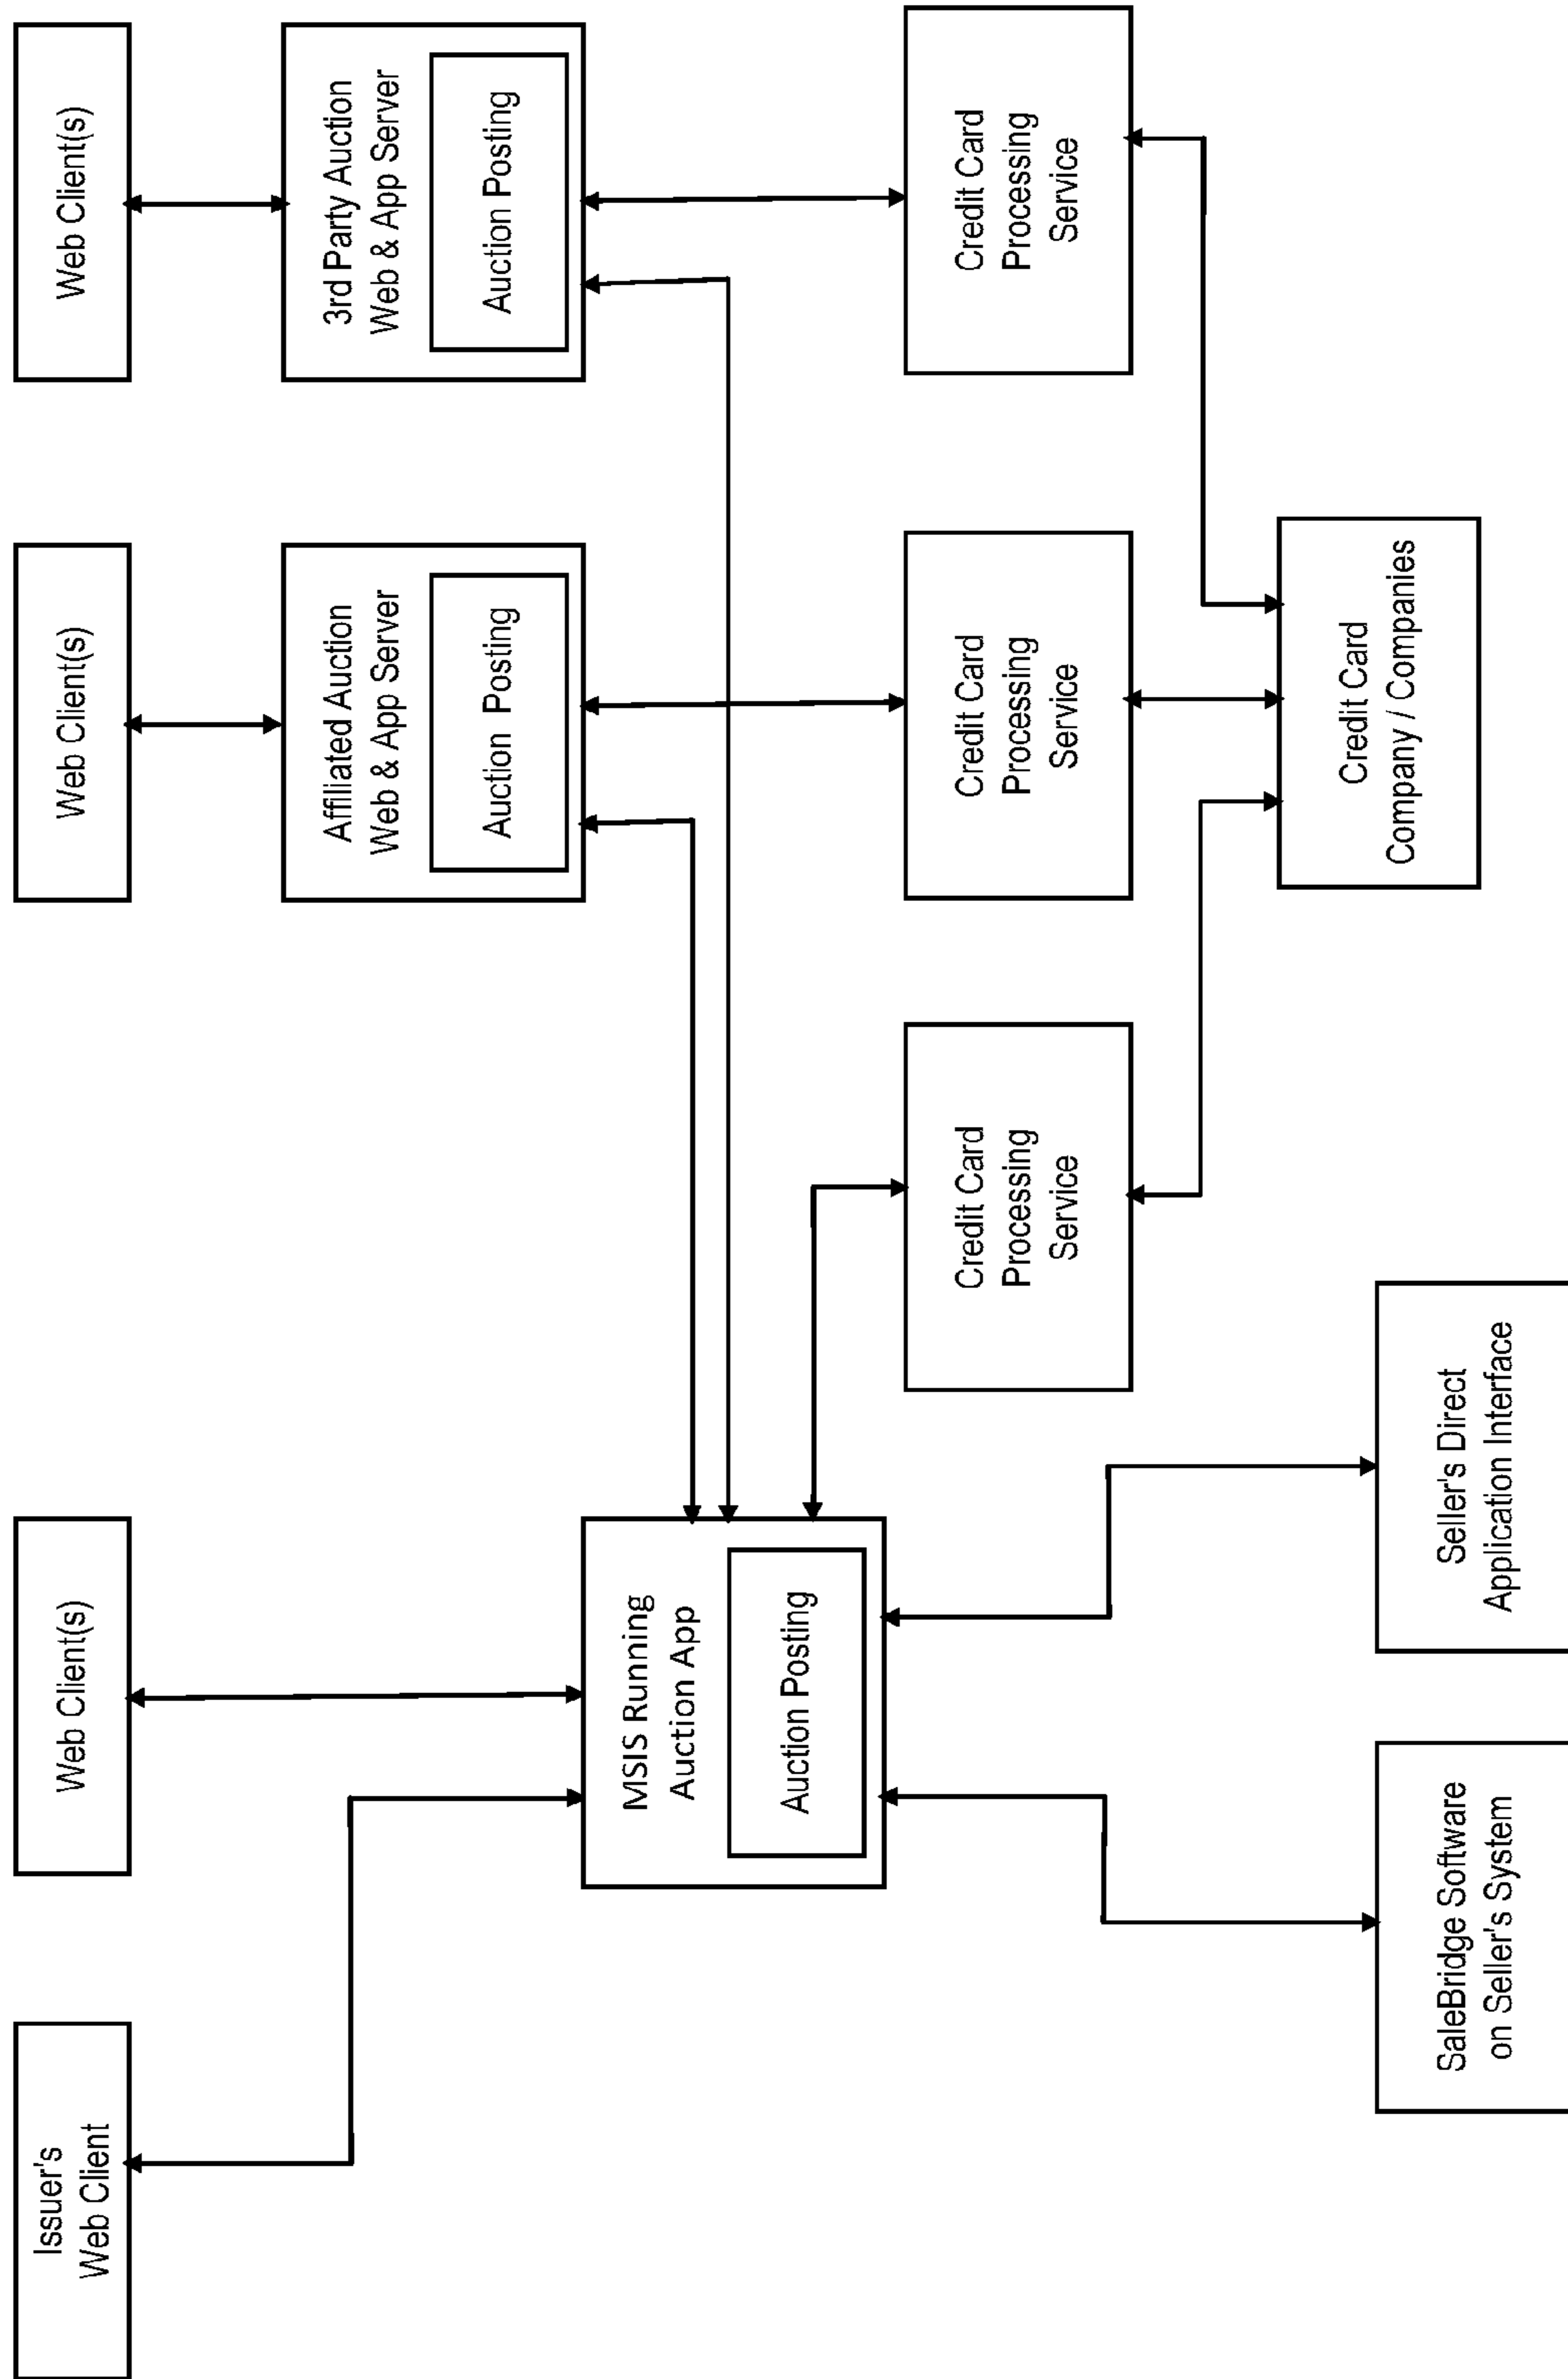 Issuer's
Web Client
Web Client(s)
Web Client(s)
Web Client(s)
MSIS Running
Auction App
Auction Posting
Affiliated Auction
Web & App Server
Auction Posting
3rd Party Auction
Web & App Server
Auction Posting
Credit Card
Processing
Service
Credit Card
Processing
Service
Credit Card
Processing
Service
SaleBridge Software
on Seller's System
Seller's Direct
Application Interface
Credit Card
Company / Companies